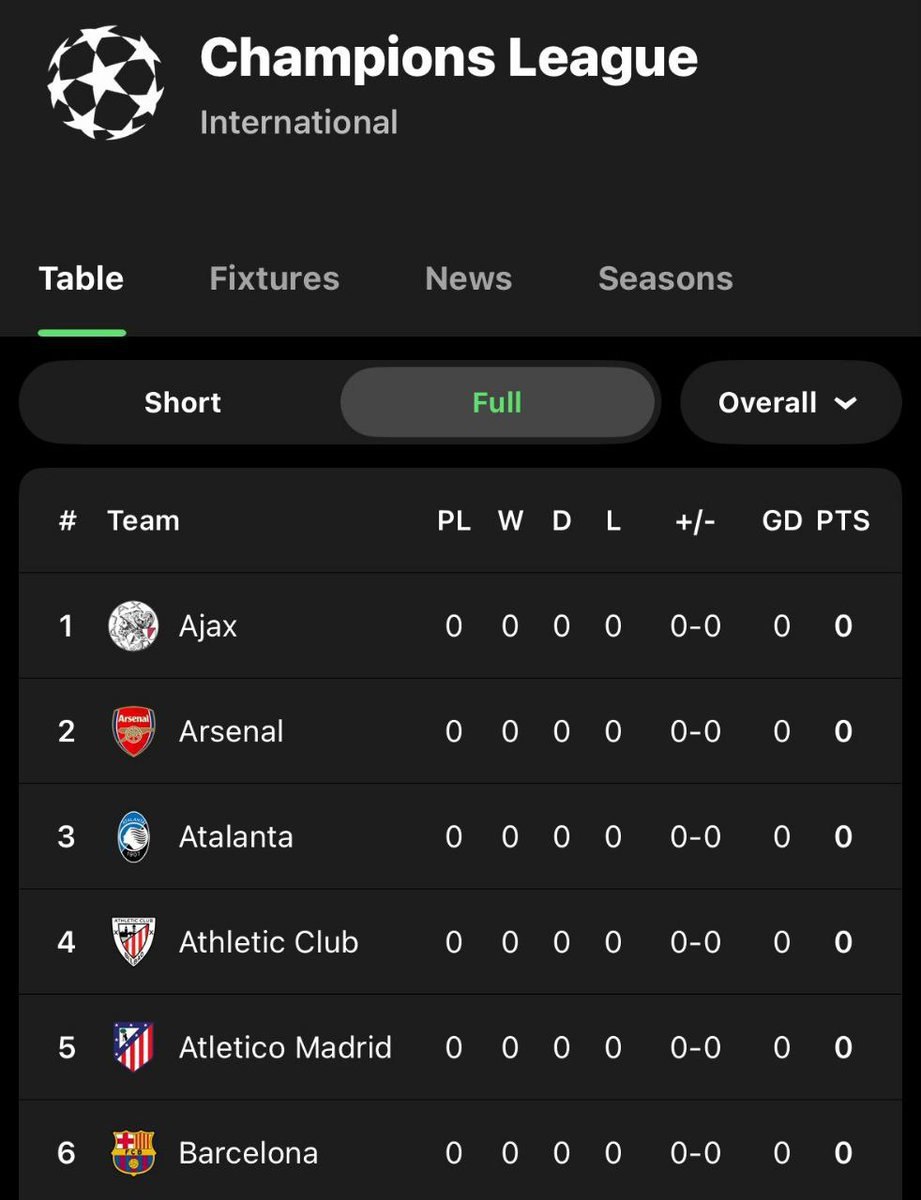 Champions League
International
Table Fixtures News Seasons
Short Full Overall
# Team PL W D L +/- GD PTS
1 Ajax 0 0 0 0 0-0 0 0
2 Arsenal 0 0 0 0 0-0 0 0
3 Atalanta 0 0 0 0 0-0 0 0
4 Athletic Club 0 0 0 0 0-0 0 0
5 Atletico Madrid 0 0 0 0 0-0 0 0
6 Barcelona 0 0 0 0 0-0 0 0